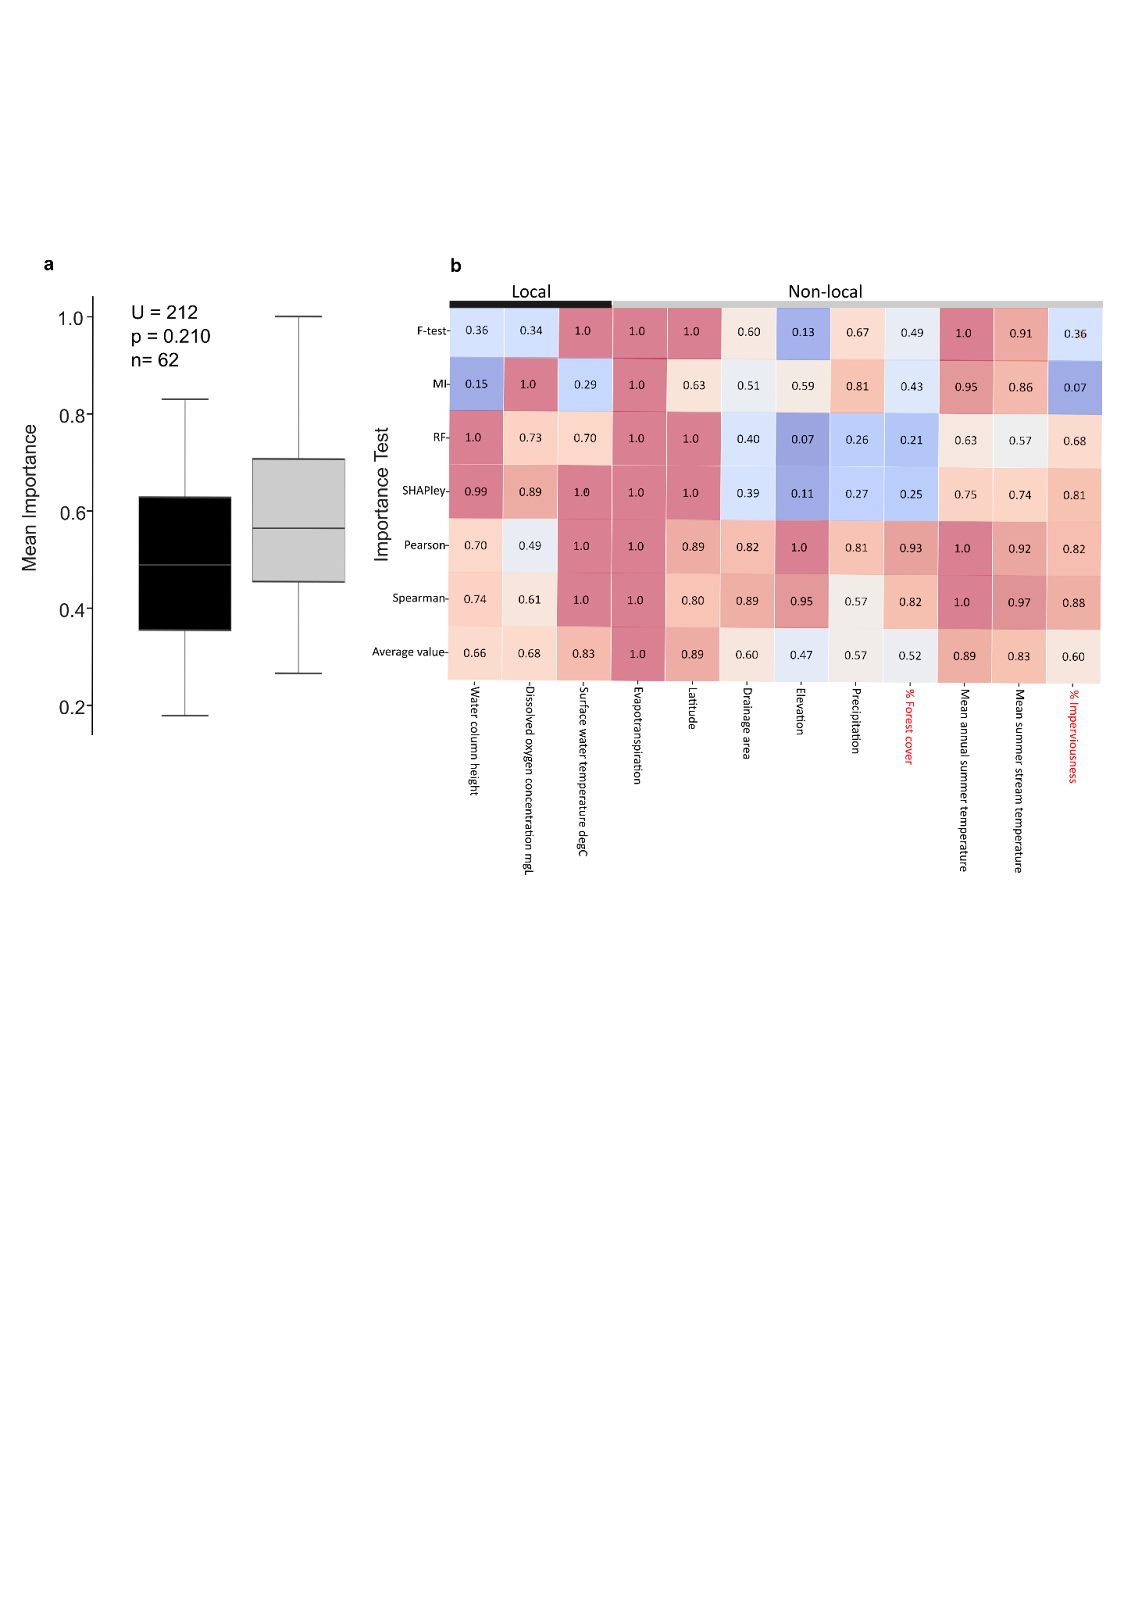 a
Mean Importance
1.0
0.8
0.6
0.4
0.2
U = 212
p = 0.210
n= 62
b
Local Non-local
Importance Test
F-test 0.36 0.34 1.0 1.0 1.0 0.60 0.13 0.67 0.49 1.0 0.91 0.36
MI 0.15 1.0 0.29 1.0 0.63 0.51 0.59 0.81 0.43 0.95 0.86 0.07
RF 1.0 0.73 0.70 1.0 1.0 0.40 0.07 0.26 0.21 0.63 0.57 0.68
SHAPley 0.99 0.89 1.0 1.0 1.0 0.39 0.11 0.27 0.25 0.75 0.74 0.81
Pearson 0.70 0.49 1.0 1.0 0.89 0.82 1.0 0.81 0.93 1.0 0.92 0.82
Spearman 0.74 0.61 1.0 1.0 0.80 0.89 0.95 0.57 0.82 1.0 0.97 0.88
Average value 0.66 0.68 0.83 1.0 0.89 0.60 0.47 0.57 0.52 0.89 0.83 0.60
Water column height
Dissolved oxygen concentration mgL
Surface water temperature degC
Evapotranspiration
Latitude
Drainage area
Elevation
Precipitation
% Forest cover
Mean annual summer temperature
Mean summer stream temperature
% Imperviousness